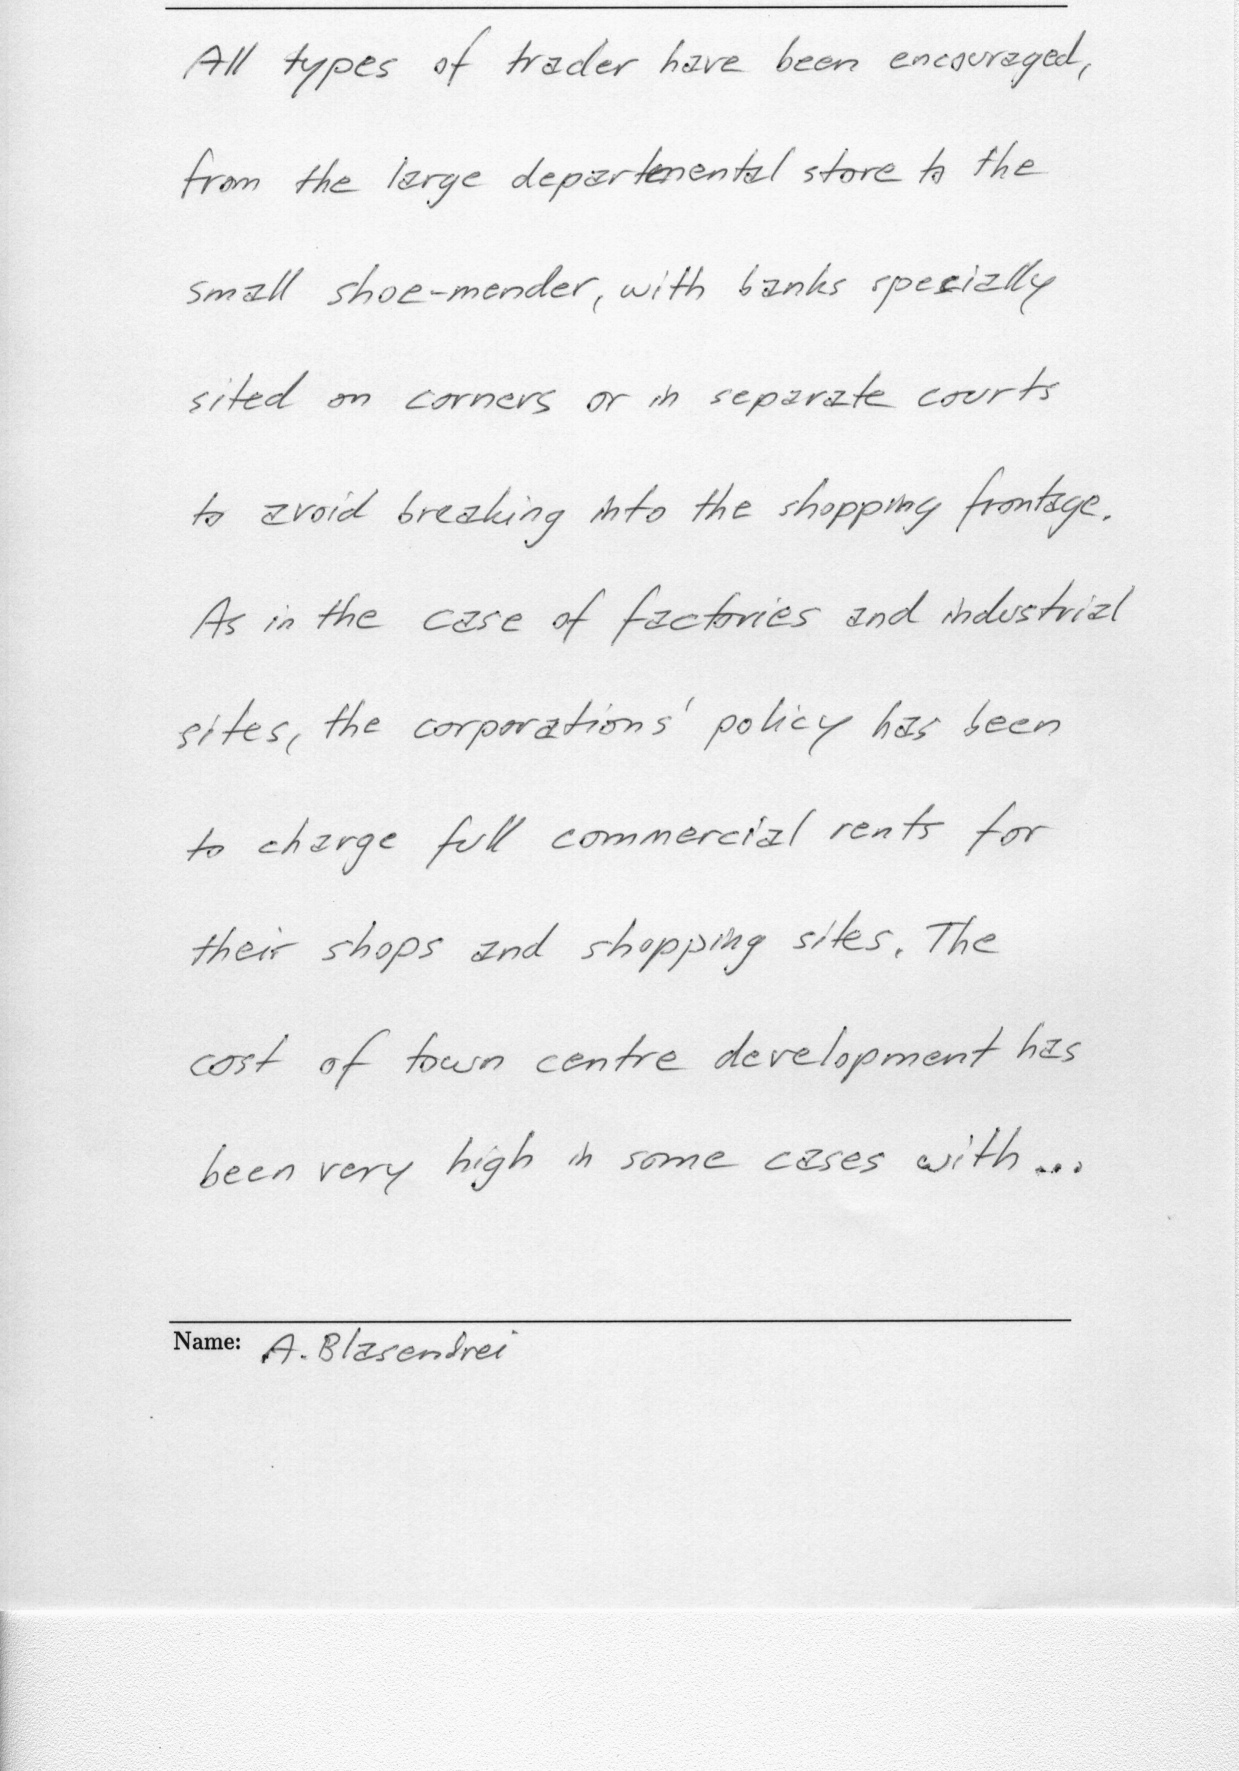 All types of trader have been encouraged,
from the large departmental store to the
small shoe-mender, with banks specially
sited on corners or in separate courts
to avoid breaking into the shopping frontage.
As in the case of factories and industrial
sites, the corporations' policy has been
to charge full commercial rents for
their shops and shopping sites. The
cost of town centre development has
been very high in some cases with...
Name: A. Blasendrei